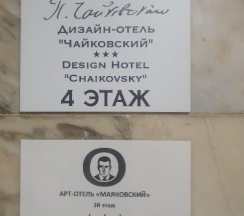 П. Чайковский
ДИЗАЙН-ОТЕЛЬ
"ЧАЙКОВСКИЙ"
★★★
DESIGN HOTEL
"CHAIKOVSKY"
4 ЭТАЖ
АРТ-ОТЕЛЬ «МАЯКОВСКИЙ»
3Й этаж